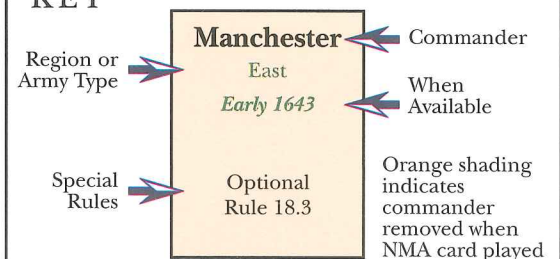 KEY
Manchester
Commander
Region or
Army Type
East
Early 1643
When
Available
Special
Rules
Optional
Rule 18.3
Orange shading
indicates
commander
removed when
NMA card played